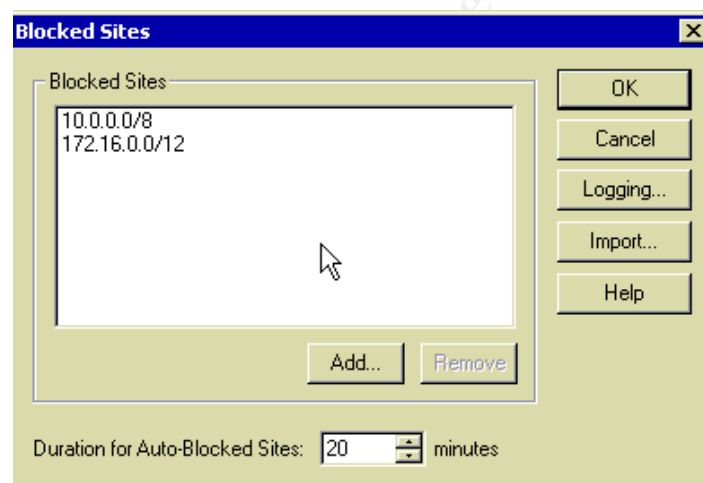 Blocked Sites
Blocked Sites
10.0.0.0/8
172.16.0.0/12
OK
Cancel
Logging...
Import...
Help
Add...
Remove
Duration for Auto-Blocked Sites: 20 minutes